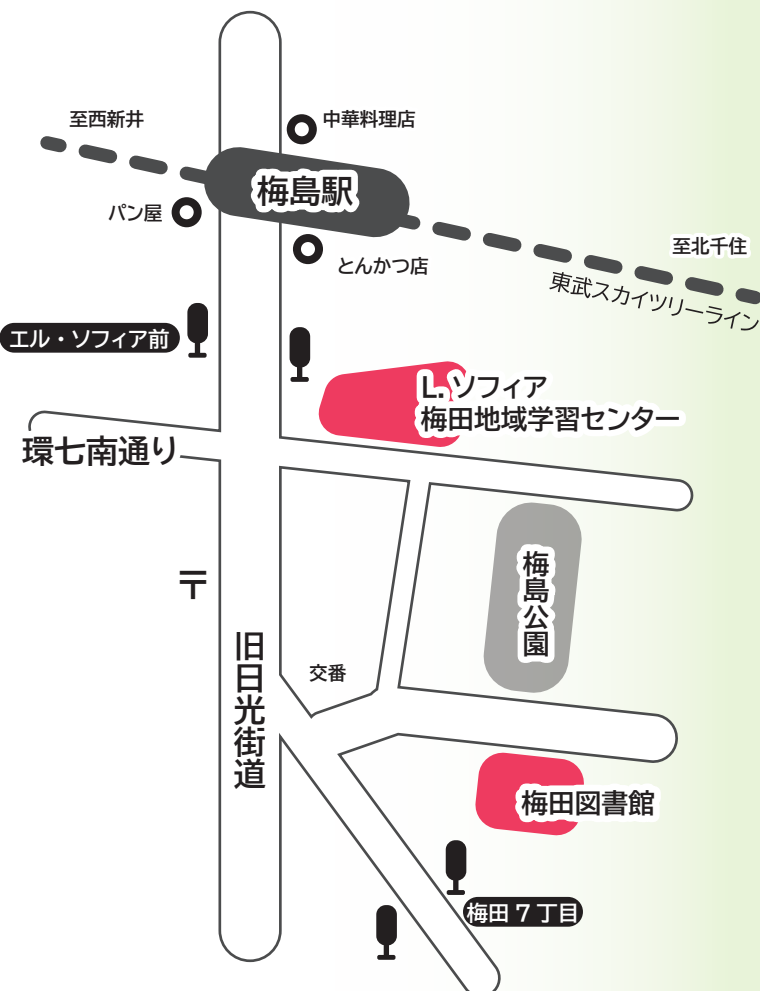 至西新井
中華料理店
梅島駅
パン屋
とんかつ店
至北千住
東武スカイツリーライン
エル・ソフィア前
L. ソフィア
梅田地域学習センター
環七南通り
梅島公園
〒
旧日光街道
交番
梅田図書館
梅田7丁目